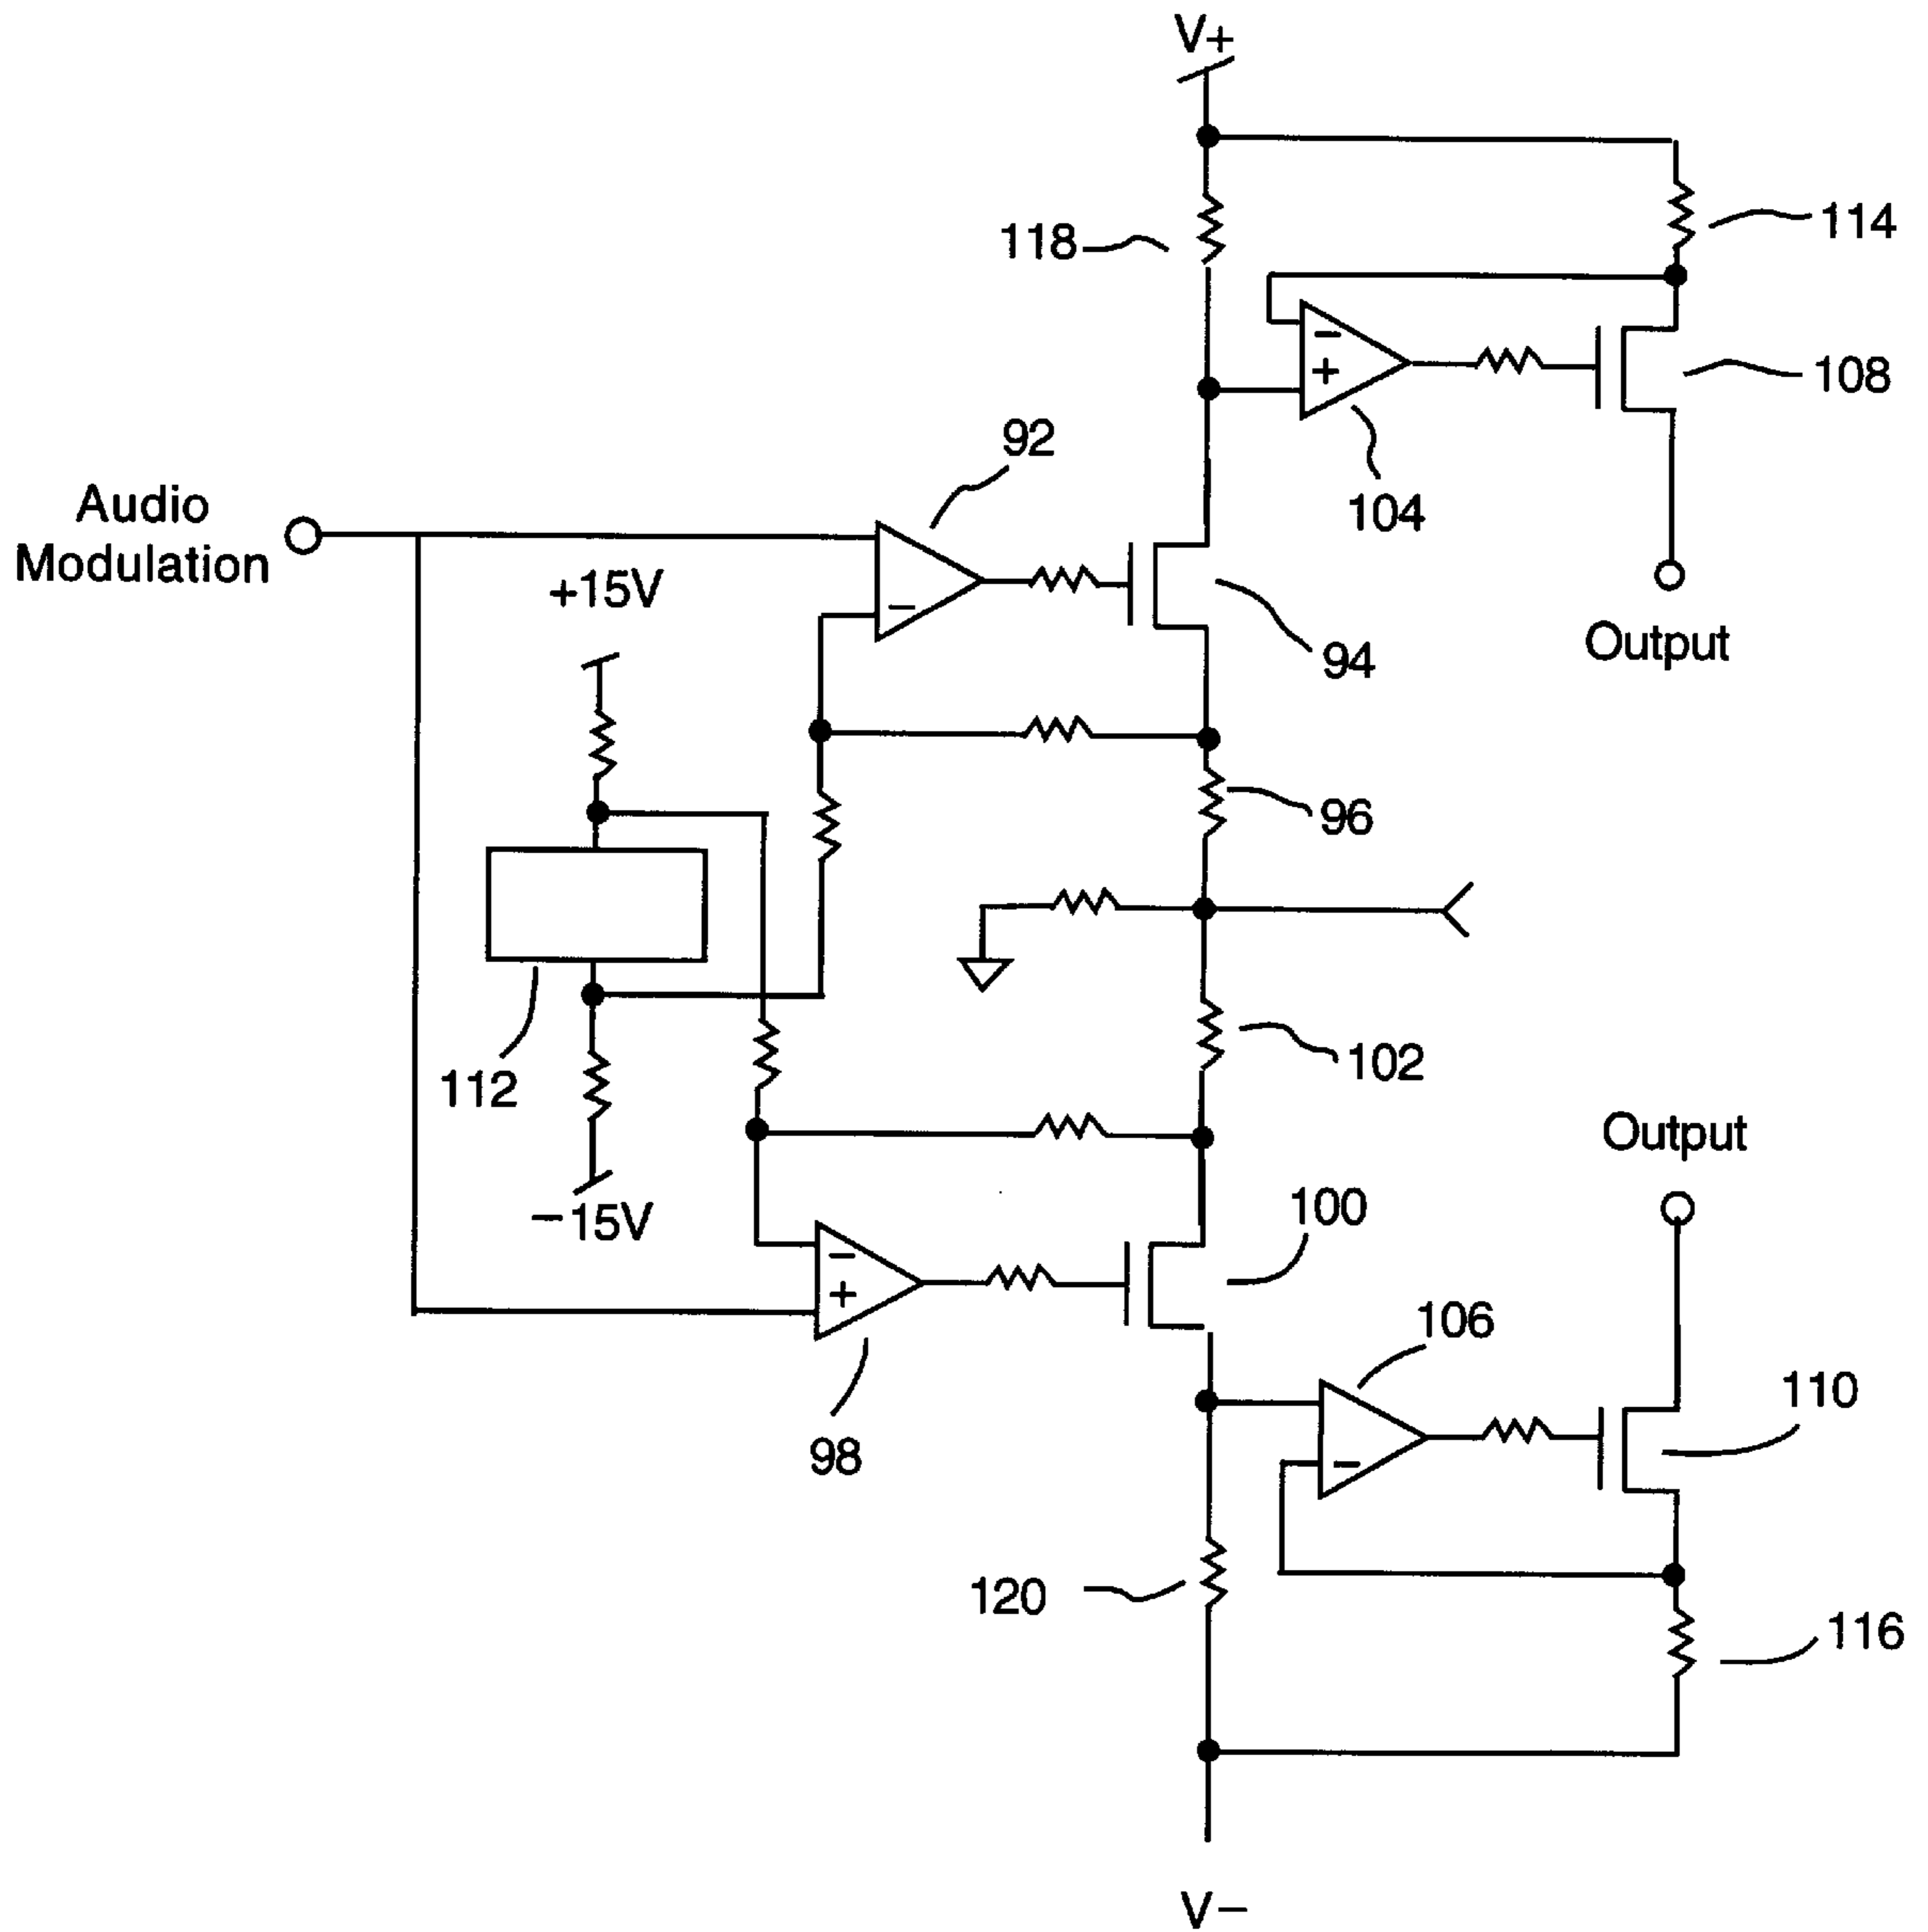 V+
118
114
108
92
104
Audio
Modulation
+15V
Output
94
96
102
112
Output
−15V
100
106
110
98
120
116
V−
−
+
−
−
+
−